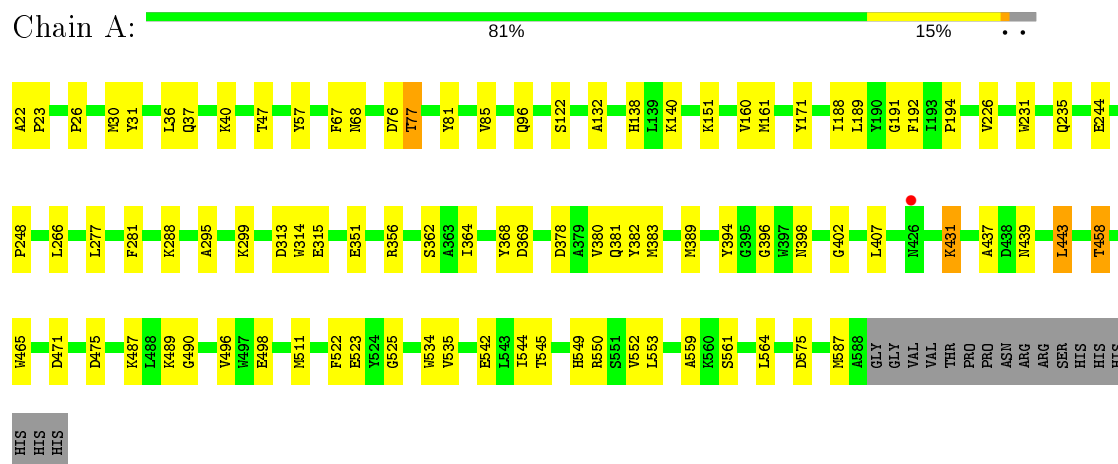 Chain A:
81% 15% • •
A22 P23 P26 M30 Y31 L36 Q37 K40 T47 Y57 F67 N68 D76 T77 Y81 V85 Q96 S122 A132 H138 L139 K140 K151 V160 M161 Y171 I188 L189 Y190 G191 F192 I193 P194 V226 W231 Q235 E244
P248 L266 L277 F281 K288 A295 K299 D313 W314 E315 E351 R356 S362 A363 I364 Y368 D369 D378 A379 V380 Q381 Y382 M383 M389 Y394 G395 G396 W397 N398 G402 L407 N426 K431 A437 D438 N439 L443 T458
W465 D471 D475 K487 L488 K489 G490 V496 W497 E498 M511 F522 E523 Y524 G525 W534 V535 E542 L543 I544 T545 H549 R550 S551 V552 L553 A559 K560 S561 L564 D575 M587 A588 GLY GLY VAL VAL THR PRO PRO ASN ARG ARG SER HIS HIS HIS
HIS HIS HIS